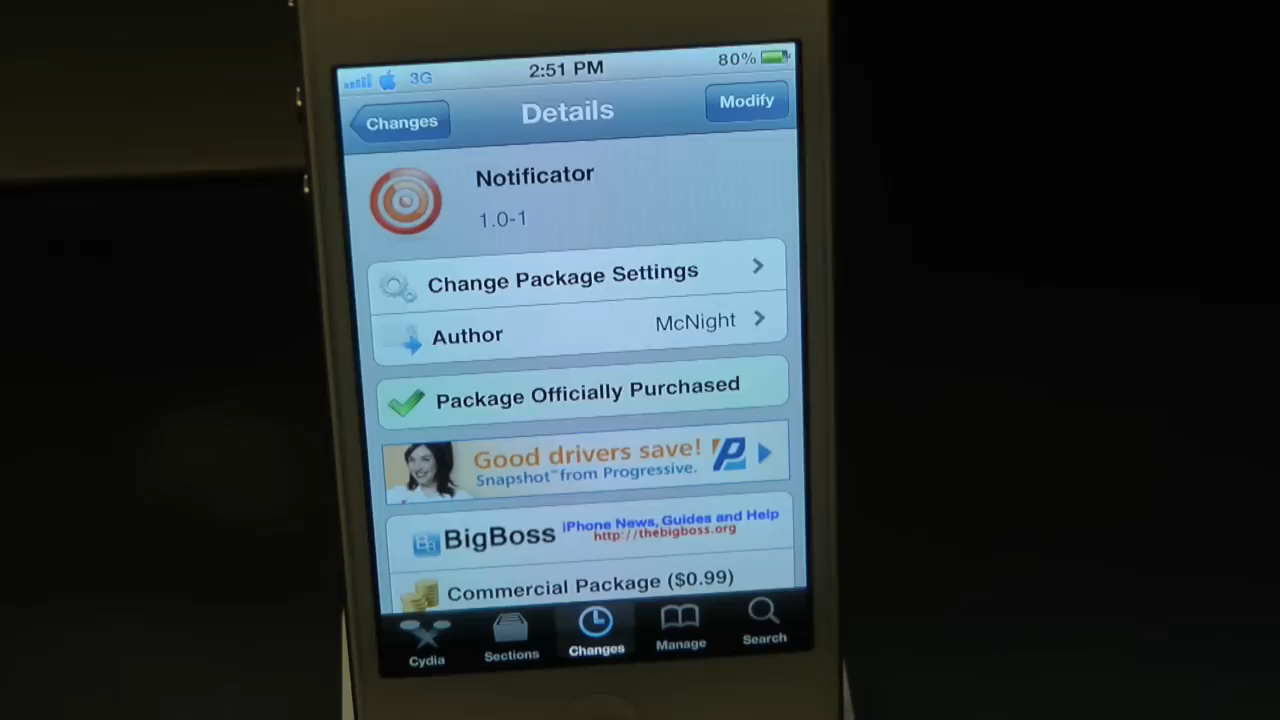 3G 2:51 PM 80%
Changes Details Modify
Notificator
1.0-1
Change Package Settings
Author McNight
Package Officially Purchased
Good drivers save!
Snapshot™ from Progressive.
BigBoss iPhone News, Guides and Help
http://thebigboss.org
Commercial Package ($0.99)
Cydia Sections Changes Manage Search